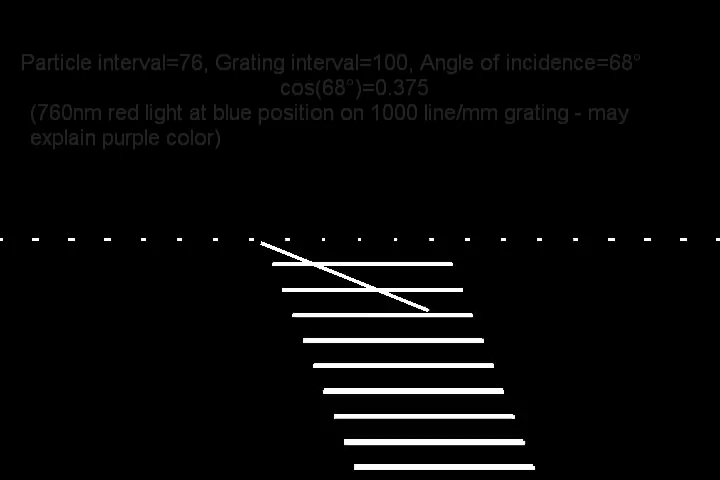 Particle interval=76, Grating interval=100, Angle of incidence=68°
cos(68°)=0.375
(760nm red light at blue position on 1000 line/mm grating - may
explain purple color)